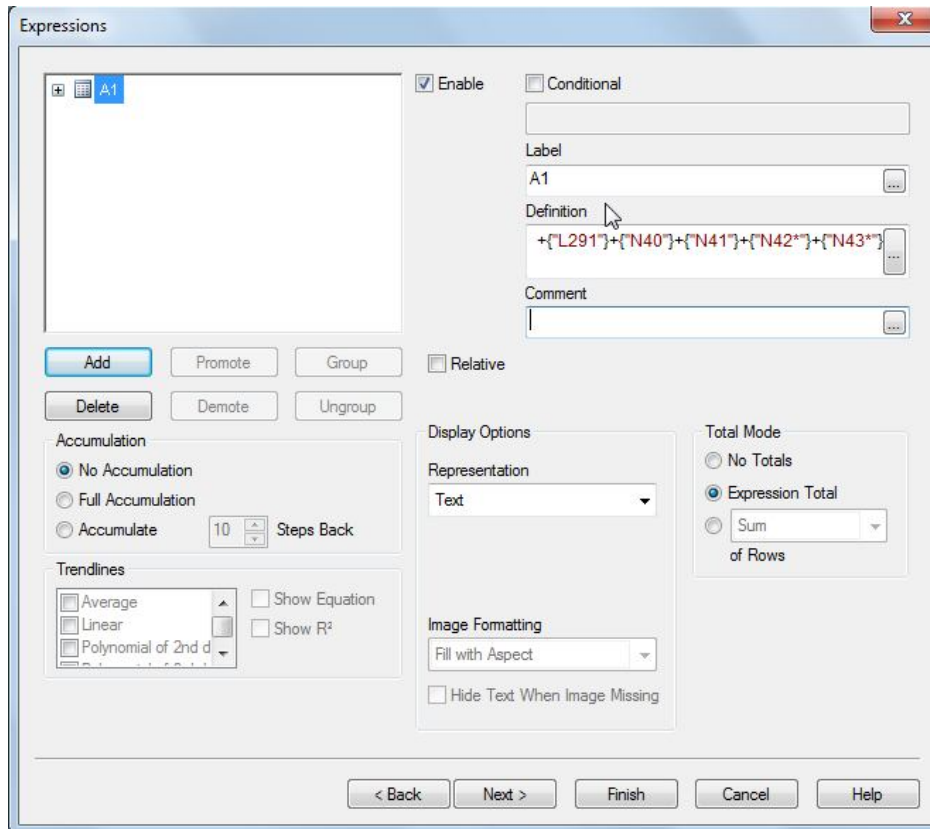 Expressions
A1
Enable
Conditional
Label
A1
...
Definition
+{"L291"}+{"N40"}+{"N41"}+{"N42*"}+{"N43*"}
...
Comment
...
Add
Promote
Group
Relative
Delete
Demote
Ungroup
Accumulation
No Accumulation
Full Accumulation
Accumulate
10
Steps Back
Display Options
Representation
Text
Total Mode
No Totals
Expression Total
Sum
of Rows
Trendlines
Average
Linear
Polynomial of 2nd d
Show Equation
Show R²
Image Formatting
Fill with Aspect
Hide Text When Image Missing
< Back
Next >
Finish
Cancel
Help